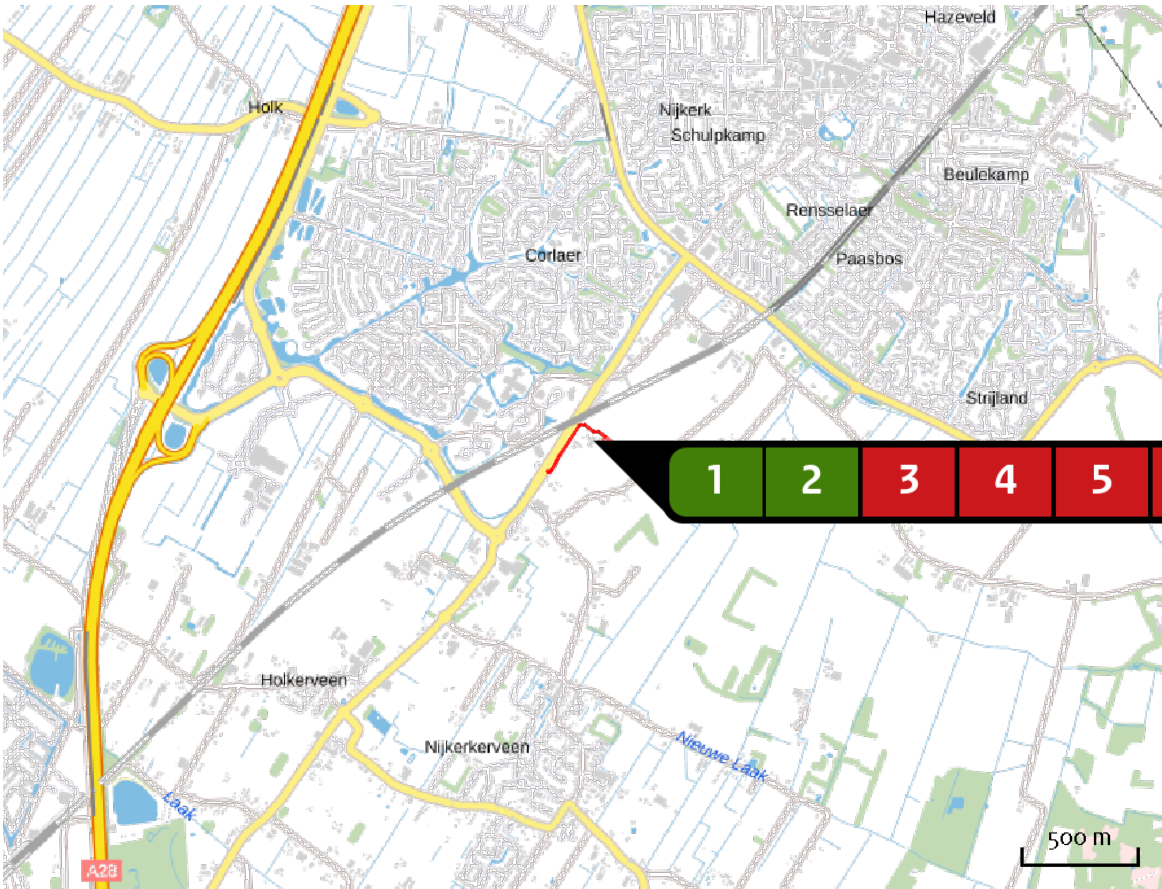 Hazeveld
Holk
Nijkerk
Schulpkamp
Beulekamp
Rensselaer
Corlaer
Paasbos
Strijland
1 2 3 4 5
Holkerveen
Nijkerkerveen
Nieuwe Laak
Laak
500 m
A28